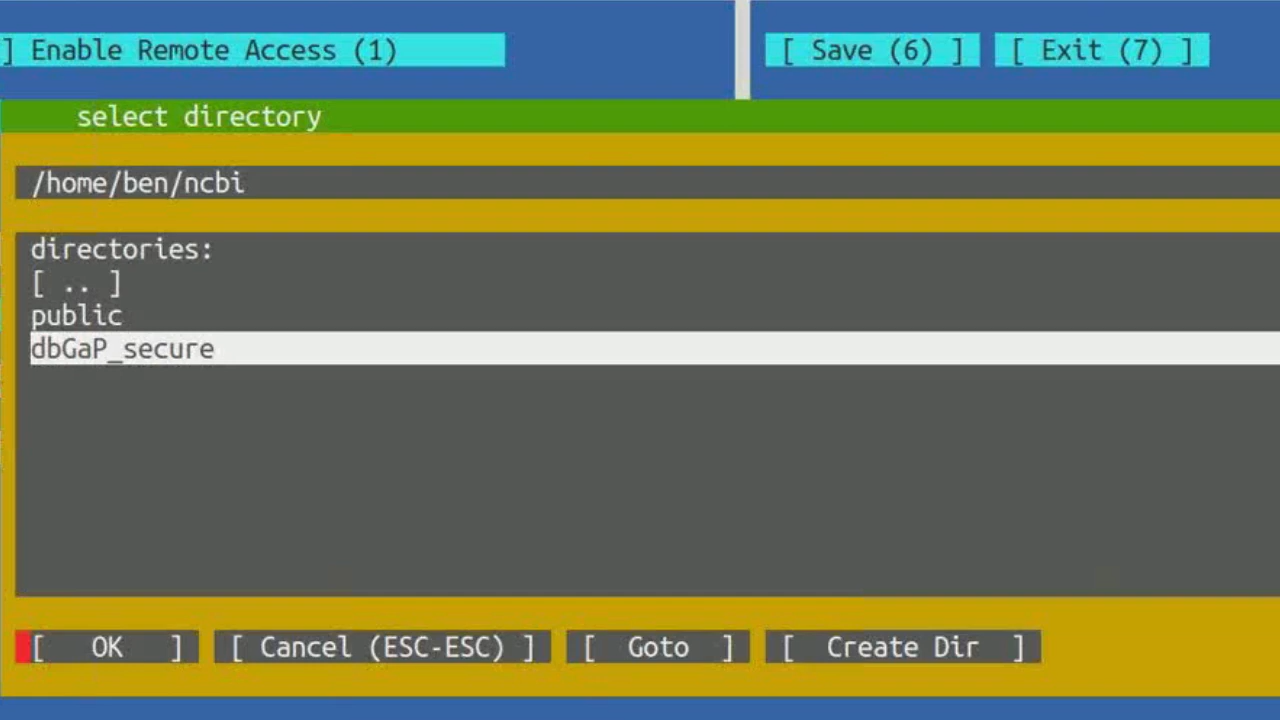 ] Enable Remote Access (1) [ Save (6) ] [ Exit (7) ]
select directory
/home/ben/ncbi
directories:
[ .. ]
public
dbGaP_secure
[ OK ] [ Cancel (ESC-ESC) ] [ Goto ] [ Create Dir ]